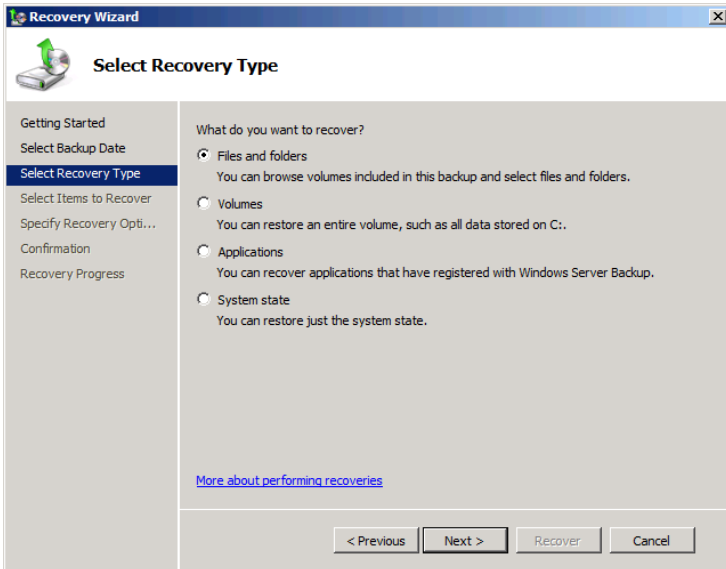 Recovery Wizard
Select Recovery Type
Getting Started
Select Backup Date
Select Recovery Type
Select Items to Recover
Specify Recovery Opti...
Confirmation
Recovery Progress
What do you want to recover?
Files and folders
You can browse volumes included in this backup and select files and folders.
Volumes
You can restore an entire volume, such as all data stored on C:.
Applications
You can recover applications that have registered with Windows Server Backup.
System state
You can restore just the system state.
More about performing recoveries
< Previous
Next >
Recover
Cancel